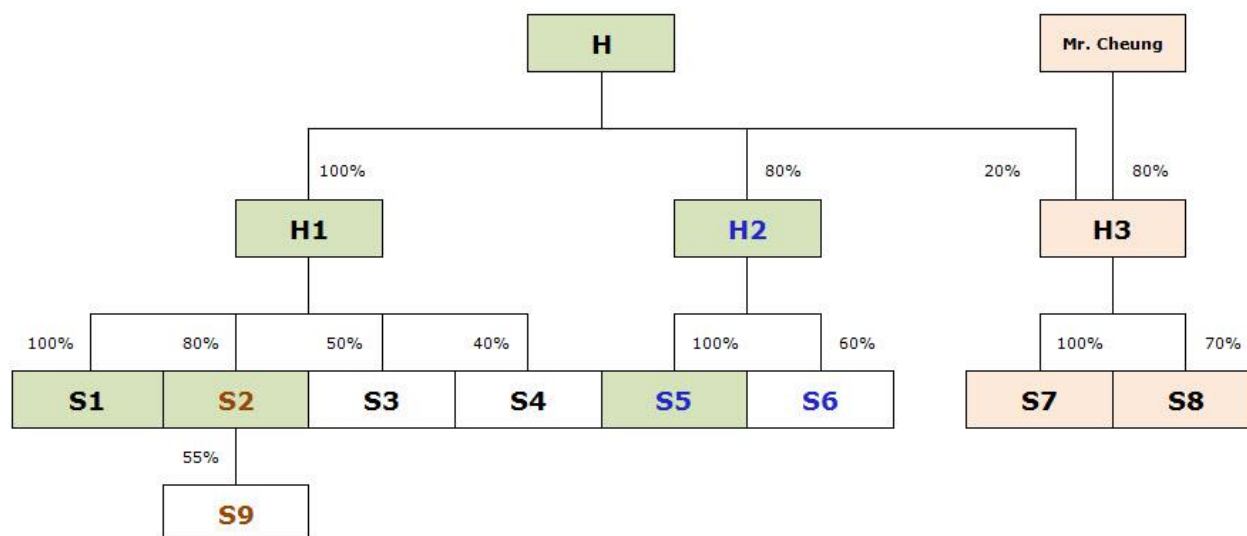 H
Mr. Cheung
100%
80%
20%
80%
H1
H2
H3
100%
80%
50%
40%
100%
60%
100%
70%
S1
S2
S3
S4
S5
S6
S7
S8
55%
S9